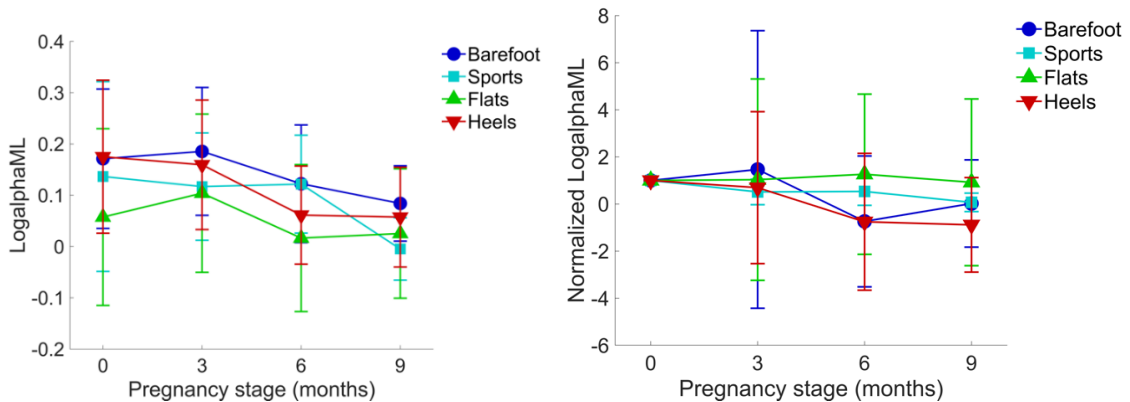 0.4
0.3
0.2
0.1
0
-0.1
-0.2
LogalphaML
0
3
6
9
Pregnancy stage (months)
Barefoot
Sports
Flats
Heels
8
6
4
2
0
-2
-4
-6
Normalized LogalphaML
0
3
6
9
Pregnancy stage (months)
Barefoot
Sports
Flats
Heels